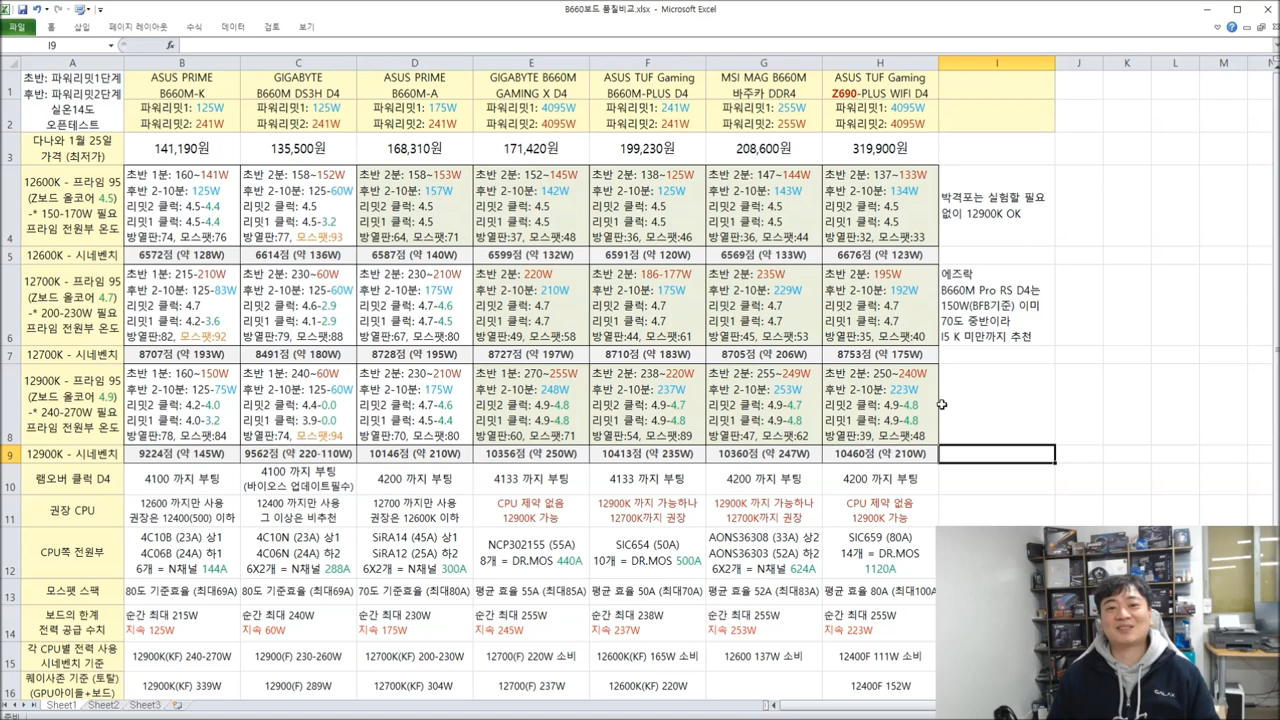 B660보드 품질비교.xlsx - Microsoft Excel
파일 홈 삽입 페이지 레이아웃 수식 데이터 검토 보기
I9 fx
A B C D E F G H I J K L M
1 초반: 파워리밋1단계 후반: 파워리밋2단계 ASUS PRIME B660M-K GIGABYTE B660M DS3H D4 ASUS PRIME B660M-A GIGABYTE B660M GAMING X D4 ASUS TUF Gaming B660M-PLUS D4 MSI MAG B660M 바주카 DDR4 ASUS TUF Gaming Z690-PLUS WIFI D4
2 실온14도 오픈테스트 파워리밋1: 125W 파워리밋1: 125W 파워리밋1: 175W 파워리밋1: 4095W 파워리밋1: 241W 파워리밋1: 255W 파워리밋1: 4095W
파워리밋2: 241W 파워리밋2: 241W 파워리밋2: 241W 파워리밋2: 4095W 파워리밋2: 241W 파워리밋2: 255W 파워리밋2: 4095W
3 다나와 1월 25일 가격 (최저가) 141,190원 135,500원 168,310원 171,420원 199,230원 208,600원 319,900원
4 12600K - 프라임 95 (Z보드 올코어 4.5) -* 150-170W 필요 프라임 전원부 온도
초반 1분: 160~141W 초반 2분: 158~152W 초반 2분: 158~153W 초반 2분: 152~145W 초반 2분: 138~125W 초반 2분: 147~144W 초반 2분: 137~133W
후반 2-10분: 125W 후반 2-10분: 125-60W 후반 2-10분: 157W 후반 2-10분: 142W 후반 2-10분: 125W 후반 2-10분: 143W 후반 2-10분: 134W
리밋2 클럭: 4.5-4.4 리밋2 클럭: 4.5 리밋2 클럭: 4.5 리밋2 클럭: 4.5 리밋2 클럭: 4.5 리밋2 클럭: 4.5 리밋2 클럭: 4.5
리밋1 클럭: 4.5-4.4 리밋1 클럭: 4.5-3.2 리밋1 클럭: 4.5 리밋1 클럭: 4.5 리밋1 클럭: 4.5 리밋1 클럭: 4.5 리밋1 클럭: 4.5
방열판:74, 모스팻:76 방열판:77, 모스팻:93 방열판:64, 모스팻:71 방열판:37, 모스팻:48 방열판:36, 모스팻:46 방열판:36, 모스팻:44 방열판:32, 모스팻:33
박격포는 실험할 필요
없이 12900K OK
5 12600K - 시네벤치 6572점 (약 128W) 6614점 (약 136W) 6587점 (약 140W) 6599점 (약 132W) 6591점 (약 120W) 6569점 (약 133W) 6676점 (약 123W)
6 12700K - 프라임 95 (Z보드 올코어 4.7) -* 200-230W 필요 프라임 전원부 온도
초반 1분: 215-210W 초반 2분: 230~60W 초반 2분: 230~210W 초반 2분: 220W 초반 2분: 186-177W 초반 2분: 235W 초반 2분: 195W
후반 2-10분: 125-83W 후반 2-10분: 125-60W 후반 2-10분: 175W 후반 2-10분: 210W 후반 2-10분: 175W 후반 2-10분: 229W 후반 2-10분: 192W
리밋2 클럭: 4.7 리밋2 클럭: 4.6-2.9 리밋2 클럭: 4.7-4.6 리밋2 클럭: 4.7 리밋2 클럭: 4.7 리밋2 클럭: 4.7 리밋2 클럭: 4.7
리밋1 클럭: 4.2-3.6 리밋1 클럭: 4.1-2.9 리밋1 클럭: 4.7-4.5 리밋1 클럭: 4.7 리밋1 클럭: 4.7 리밋1 클럭: 4.7 리밋1 클럭: 4.7
방열판:82, 모스팻:92 방열판:79, 모스팻:88 방열판:67, 모스팻:80 방열판:49, 모스팻:58 방열판:44, 모스팻:61 방열판:45, 모스팻:53 방열판:35, 모스팻:40
에즈락
B660M Pro RS D4는
150W(BFB기준) 이미
70도 중반이라
I5 K 미만까지 추천
7 12700K - 시네벤치 8707점 (약 193W) 8491점 (약 180W) 8728점 (약 195W) 8727점 (약 197W) 8710점 (약 183W) 8705점 (약 206W) 8753점 (약 175W)
8 12900K - 프라임 95 (Z보드 올코어 4.9) -* 240-270W 필요 프라임 전원부 온도
초반 1분: 160~150W 초반 1분: 240~60W 초반 2분: 230~210W 초반 1분: 270~255W 초반 2분: 238~220W 초반 2분: 255~249W 초반 2분: 250~240W
후반 2-10분: 125-75W 후반 2-10분: 125-60W 후반 2-10분: 175W 후반 2-10분: 248W 후반 2-10분: 237W 후반 2-10분: 253W 후반 2-10분: 223W
리밋2 클럭: 4.2-4.0 리밋2 클럭: 4.4-0.0 리밋2 클럭: 4.7-4.6 리밋2 클럭: 4.9-4.8 리밋2 클럭: 4.9-4.7 리밋2 클럭: 4.9-4.7 리밋2 클럭: 4.9-4.8
리밋1 클럭: 4.0-3.2 리밋1 클럭: 3.9-0.0 리밋1 클럭: 4.7-4.5 리밋1 클럭: 4.9-4.8 리밋1 클럭: 4.9-4.8 리밋1 클럭: 4.9-4.8 리밋1 클럭: 4.9-4.8
방열판:78, 모스팻:84 방열판:74, 모스팻:94 방열판:70, 모스팻:80 방열판:60, 모스팻:71 방열판:54, 모스팻:89 방열판:47, 모스팻:62 방열판:39, 모스팻:48
9 12900K - 시네벤치 9224점 (약 145W) 9562점 (약 220-110W) 10146점 (약 210W) 10356점 (약 250W) 10413점 (약 235W) 10360점 (약 247W) 10460점 (약 210W)
10 램오버 클럭 D4 4100 까지 부팅 4100 까지 부팅 (바이오스 업데이트필수) 4200 까지 부팅 4133 까지 부팅 4133 까지 부팅 4200 까지 부팅 4200 까지 부팅
11 권장 CPU 12600 까지만 사용 12400 까지만 사용 12700 까지만 사용 CPU 제약 없음 12900K 까지 가능하나 12900K 까지 가능하나 CPU 제약 없음
권장은 12400(500) 이하 그 이상은 비추천 권장은 12600K 이하 12900K 가능 12700K까지 권장 12700K까지 권장 12900K 가능
12 CPU쪽 전원부 4C10B (23A) 상1 4C10N (23A) 상1 SiRA14 (45A) 상1 NCP302155 (55A) SIC654 (50A) AONS36308 (33A) 상2 SIC659 (80A)
4C06B (24A) 하1 4C06N (24A) 하2 SiRA12 (25A) 하2 8개 = DR.MOS 440A 10개 = DR.MOS 500A AONS36303 (52A) 하2 14개 = DR.MOS
6개 = N채널 144A 6X2개 = N채널 288A 6X2개 = N채널 300A 6X2개 = N채널 624A 1120A
13 모스펫 스팩 80도 기준효율 (최대69A) 80도 기준효율 (최대69A) 70도 기준효율 (최대80A) 평균 효율 55A (최대85A) 평균 효율 50A (최대70A) 평균 효율 52A (최대83A) 평균 효율 80A (최대100A
14 보드의 한계 전력 공급 수치 순간 최대 215W 순간 최대 240W 순간 최대 230W 순간 최대 255W 순간 최대 238W 순간 최대 255W 순간 최대 255W
지속 125W 지속 60W 지속 175W 지속 245W 지속 237W 지속 253W 지속 223W
15 각 CPU별 전력 사용 시네벤치 기준 12900K(KF) 240-270W 12900(F) 230-260W 12700K(KF) 200-230W 12700(F) 220W 소비 12600K(KF) 165W 소비 12600 137W 소비 12400F 111W 소비
16 퀘이사존 기준 (토탈) (GPU아이들+보드) 12900K(KF) 339W 12900(F) 289W 12700K(KF) 304W 12700(F) 237W 12600K(KF) 220W 12400F 152W
Sheet1 Sheet2 Sheet3
준비
GALAX